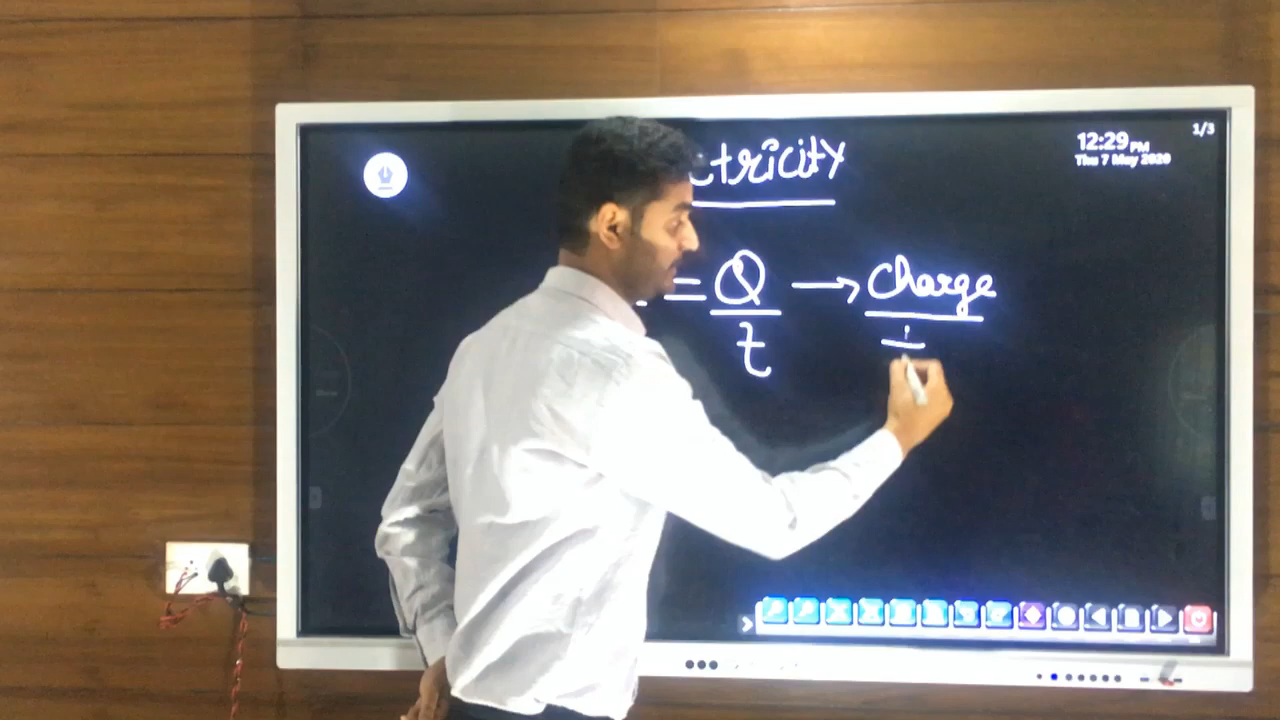 ctricity
12:29 PM
Thu 7 May 2020
1/3
= Q → Charge
t